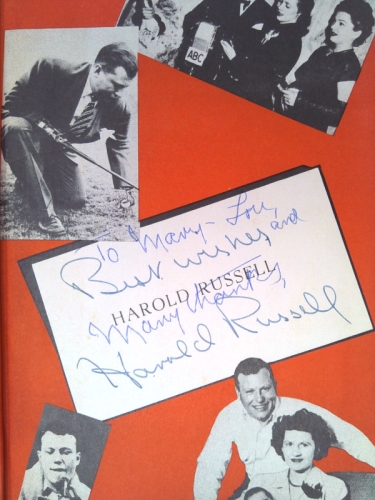 ABC
To Mary-Lou,
Best wishes and
HAROLD RUSSELL
Many thanks,
Harold Russell